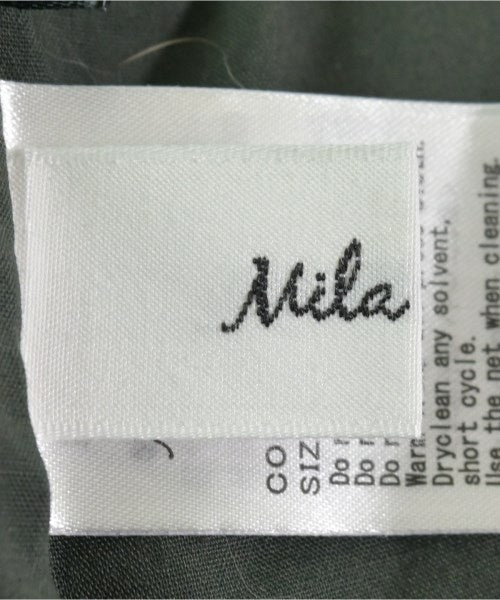 Mila
CO
SIZ
Do
Do
Do
Warm
Dryclean any solvent,
short cycle.
Use the net when cleaning.